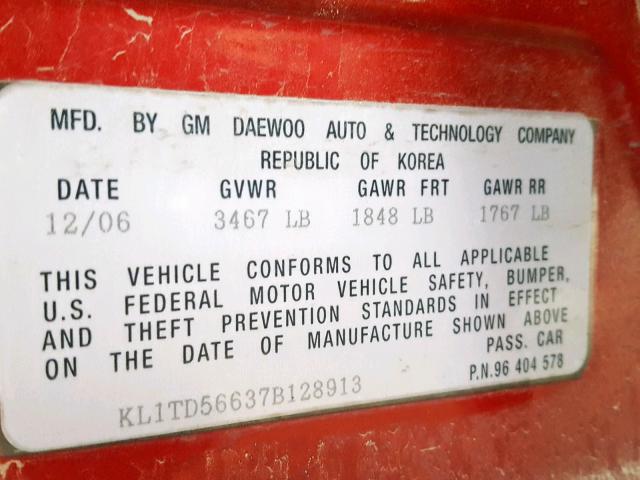 MFD. BY GM DAEWOO AUTO & TECHNOLOGY COMPANY
REPUBLIC OF KOREA
DATE GVWR GAWR FRT GAWR RR
12/06 3467 LB 1848 LB 1767 LB
THIS VEHICLE CONFORMS TO ALL APPLICABLE
U.S. FEDERAL MOTOR VEHICLE SAFETY, BUMPER,
AND THEFT PREVENTION STANDARDS IN EFFECT
ON THE DATE OF MANUFACTURE SHOWN ABOVE
PASS. CAR
P.N.96 404 578
KL1TD56637B128913